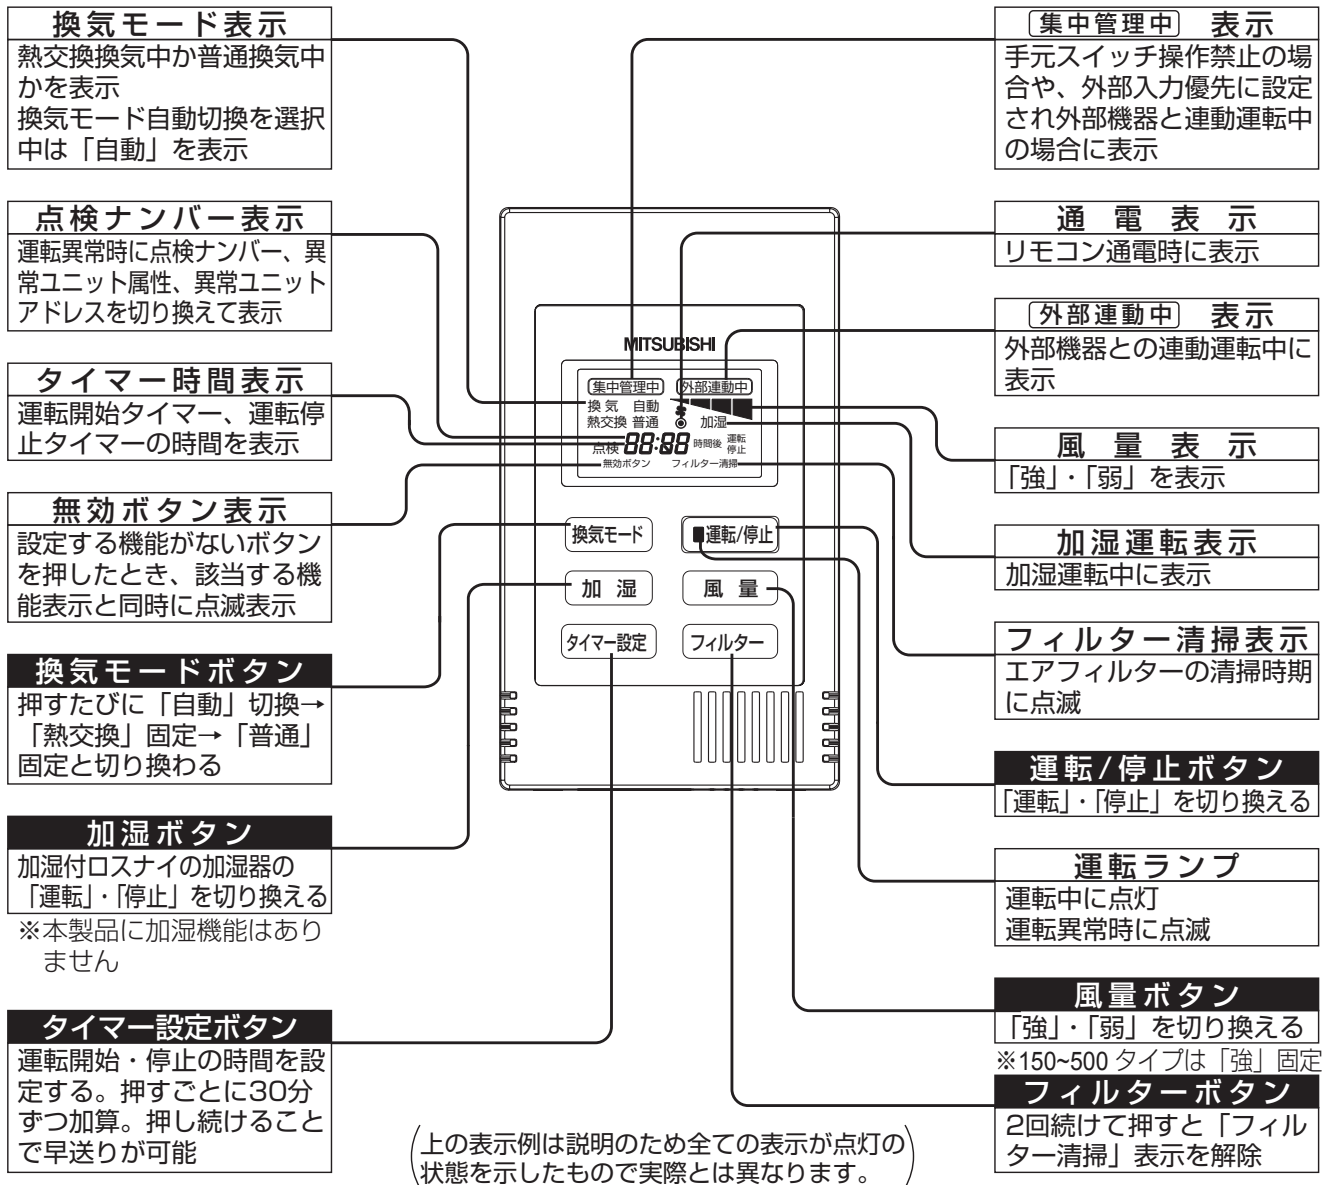 換気モード表示
熱交換換気中か普通換気中
かを表示
換気モード自動切換を選択
中は「自動」を表示
点検ナンバー表示
運転異常時に点検ナンバー、異
常ユニット属性、異常ユニット
アドレスを切り換えて表示
タイマー時間表示
運転開始タイマー、運転停
止タイマーの時間を表示
無効ボタン表示
設定する機能がないボタン
を押したとき、該当する機
能表示と同時に点滅表示
換気モードボタン
押すたびに「自動」切換→
「熱交換」固定→「普通」
固定と切り換わる
加湿ボタン
加湿付ロスナイの加湿器の
「運転」・「停止」を切り換える
※本製品に加湿機能はあり
ません
タイマー設定ボタン
運転開始・停止の時間を設
定する。押すごとに30分
ずつ加算。押し続けること
で早送りが可能
MITSUBISHI
集中管理中 外部連動中
換気 自動
熱交換 普通 加湿
点検 88:88 時間後 運転
停止
無効ボタン フィルター清掃
換気モード 運転/停止
加湿 風量
タイマー設定 フィルター
(上の表示例は説明のため全ての表示が点灯の
状態を示したもので実際とは異なります。)
集中管理中 表示
手元スイッチ操作禁止の場
合や、外部入力優先に設定
され外部機器と連動運転中
の場合に表示
通電表示
リモコン通電時に表示
外部連動中 表示
外部機器との連動運転中に
表示
風量表示
「強」・「弱」を表示
加湿運転表示
加湿運転中に表示
フィルター清掃表示
エアフィルターの清掃時期
に点滅
運転/停止ボタン
「運転」・「停止」を切り換える
運転ランプ
運転中に点灯
運転異常時に点滅
風量ボタン
「強」・「弱」を切り換える
※150~500 タイプは「強」固定
フィルターボタン
2回続けて押すと「フィル
ター清掃」表示を解除